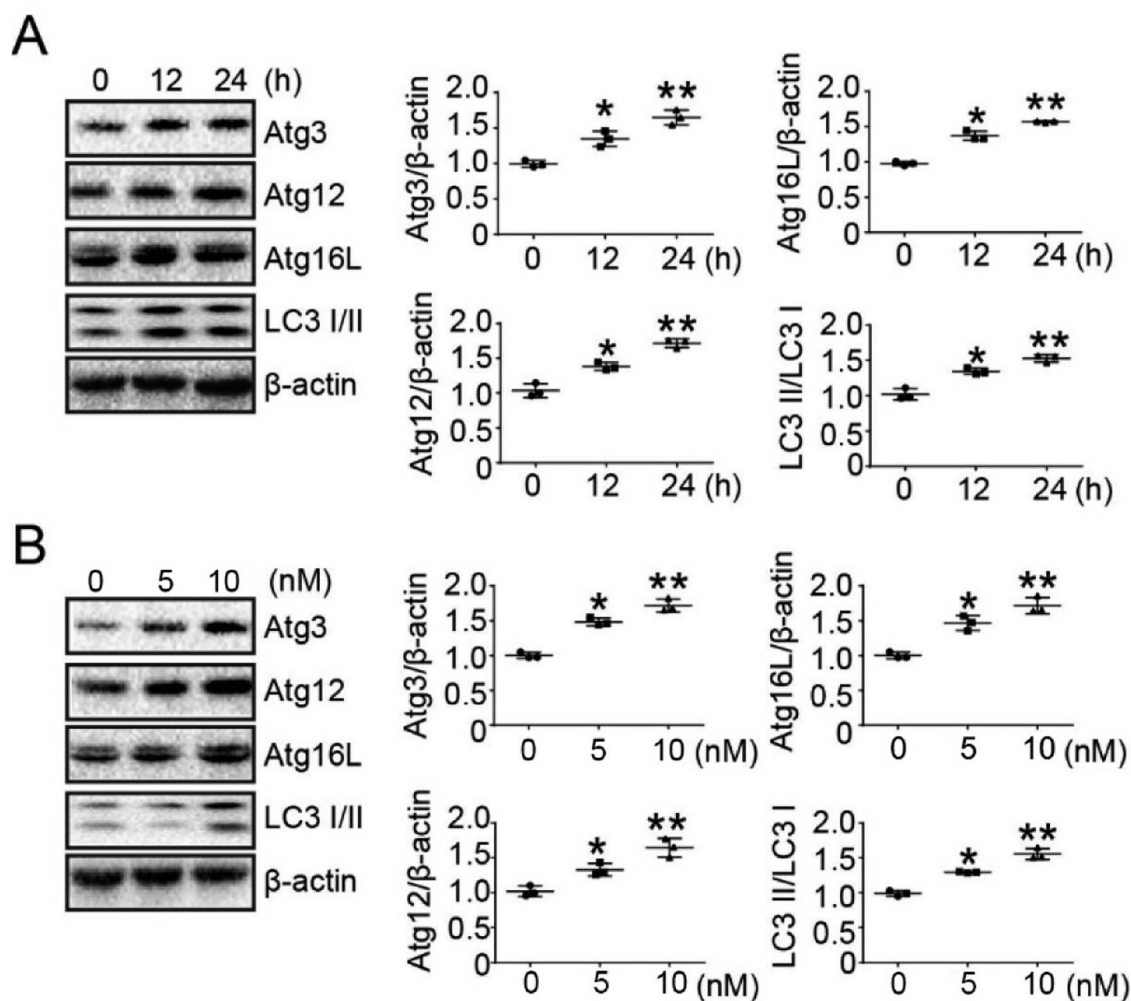 A
0 12 24 (h)
Atg3
Atg12
Atg16L
LC3 I/II
β-actin
Atg3/β-actin
2.0
1.5
1.0
0.5
0
* **
0 12 24 (h)
Atg16L/β-actin
2.0
1.5
1.0
0.5
0
* **
0 12 24 (h)
Atg12/β-actin
2.0
1.5
1.0
0.5
0
* **
0 12 24 (h)
LC3 II/LC3 I
2.0
1.5
1.0
0.5
0
* **
0 12 24 (h)
B
0 5 10 (nM)
Atg3
Atg12
Atg16L
LC3 I/II
β-actin
Atg3/β-actin
2.0
1.5
1.0
0.5
0
* **
0 5 10 (nM)
Atg16L/β-actin
2.0
1.5
1.0
0.5
0
* **
0 5 10 (nM)
Atg12/β-actin
2.0
1.5
1.0
0.5
0
* **
0 5 10 (nM)
LC3 II/LC3 I
2.0
1.5
1.0
0.5
0
* **
0 5 10 (nM)